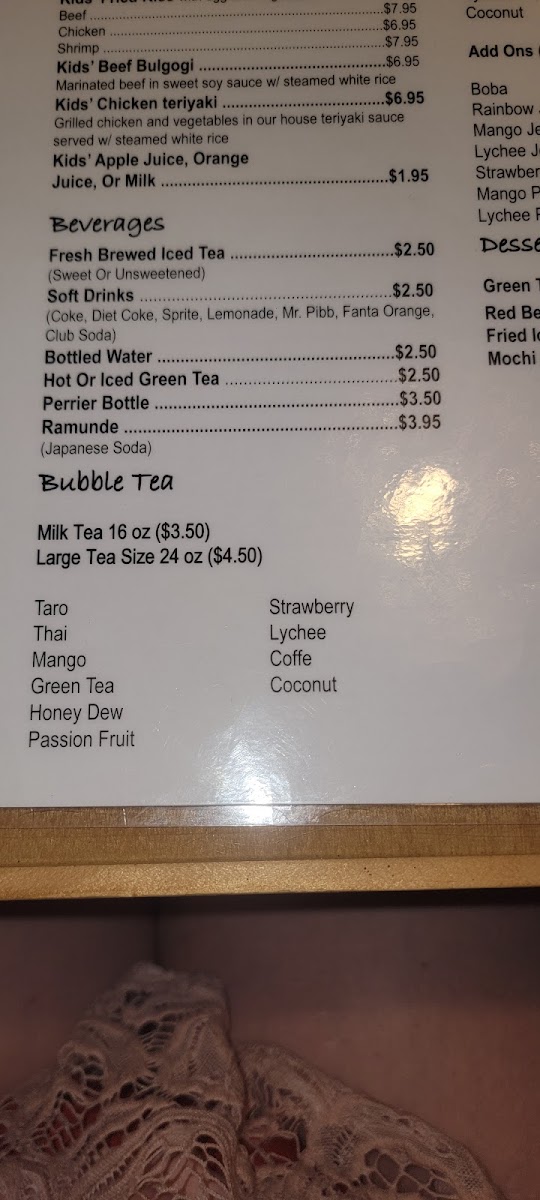 Kids' Fried Rice
Beef ........ $7.95
Chicken ........ $6.95
Shrimp ........ $7.95
Kids' Beef Bulgogi ........ $6.95
Marinated beef in sweet soy sauce w/ steamed white rice
Kids' Chicken teriyaki ........ $6.95
Grilled chicken and vegetables in our house teriyaki sauce
served w/ steamed white rice
Kids' Apple Juice, Orange
Juice, Or Milk ........ $1.95
Beverages
Fresh Brewed Iced Tea ........ $2.50
(Sweet Or Unsweetened)
Soft Drinks ........ $2.50
(Coke, Diet Coke, Sprite, Lemonade, Mr. Pibb, Fanta Orange,
Club Soda)
Bottled Water ........ $2.50
Hot Or Iced Green Tea ........ $2.50
Perrier Bottle ........ $3.50
Ramunde ........ $3.95
(Japanese Soda)
Bubble Tea
Milk Tea 16 oz ($3.50)
Large Tea Size 24 oz ($4.50)
Taro
Thai
Mango
Green Tea
Honey Dew
Passion Fruit
Strawberry
Lychee
Coffe
Coconut
Coconut
Add Ons (
Boba
Rainbow
Mango
Lychee
Mango
Lychee
Green
Red
Fried
Mochi